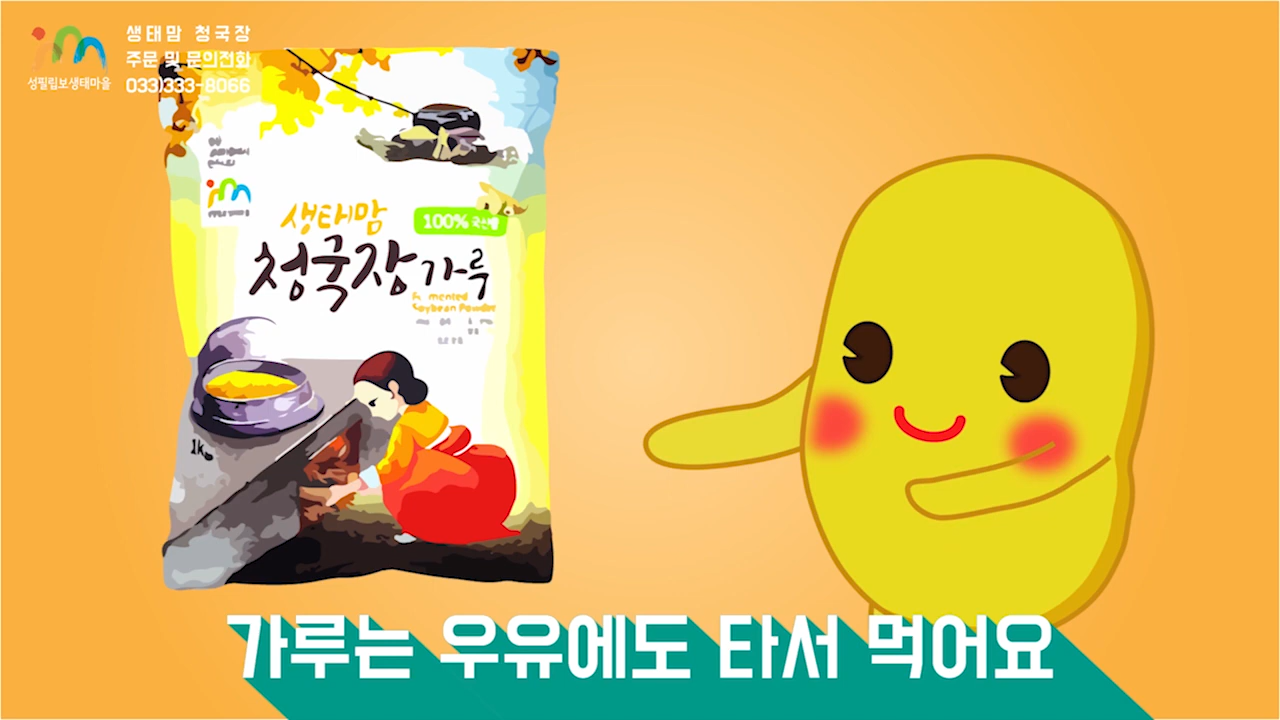 생태맘 청국장
주문 및 문의전화
033)333-8066
성필립보생태마을
생태맘
100% 국산콩
청국장가루
Fermented
Soybean Powder
1Kg
가루는 우유에도 타서 먹어요